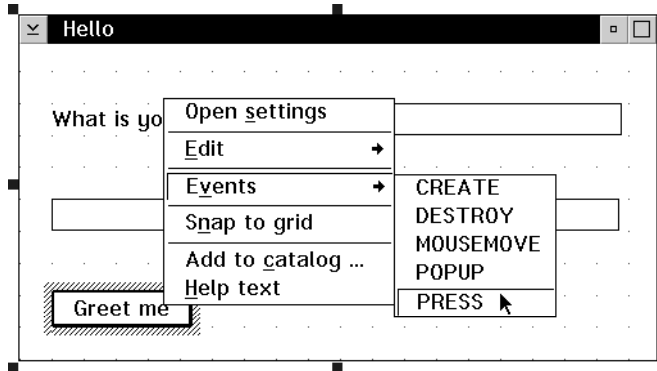 Hello
What is yo
Open settings
Edit
Events
Snap to grid
Add to catalog ...
Help text
CREATE
DESTROY
MOUSEMOVE
POPUP
PRESS
Greet me